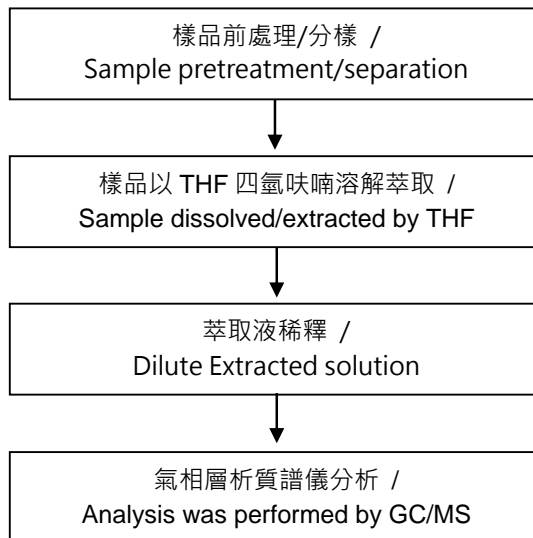 樣品前處理/分樣 /
Sample pretreatment/separation
樣品以 THF 四氫呋喃溶解萃取 /
Sample dissolved/extracted by THF
萃取液稀釋 /
Dilute Extracted solution
氣相層析質譜儀分析 /
Analysis was performed by GC/MS